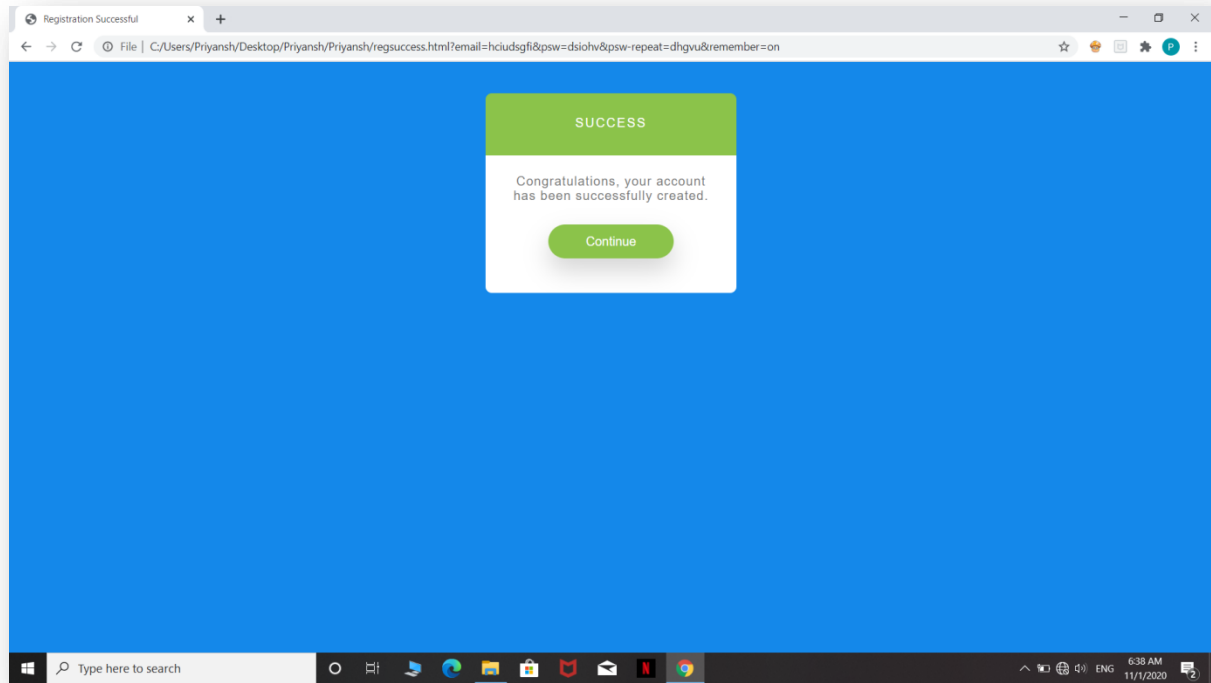 Registration Successful
File | C:/Users/Priyansh/Desktop/Priyansh/Priyansh/regsuccess.html?email=hciudsgfi&psw=dsiohv&psw-repeat=dhgvu&remember=on
P
SUCCESS
Congratulations, your account
has been successfully created.
Continue
Type here to search
N
ENG
6:38 AM
11/1/2020
2